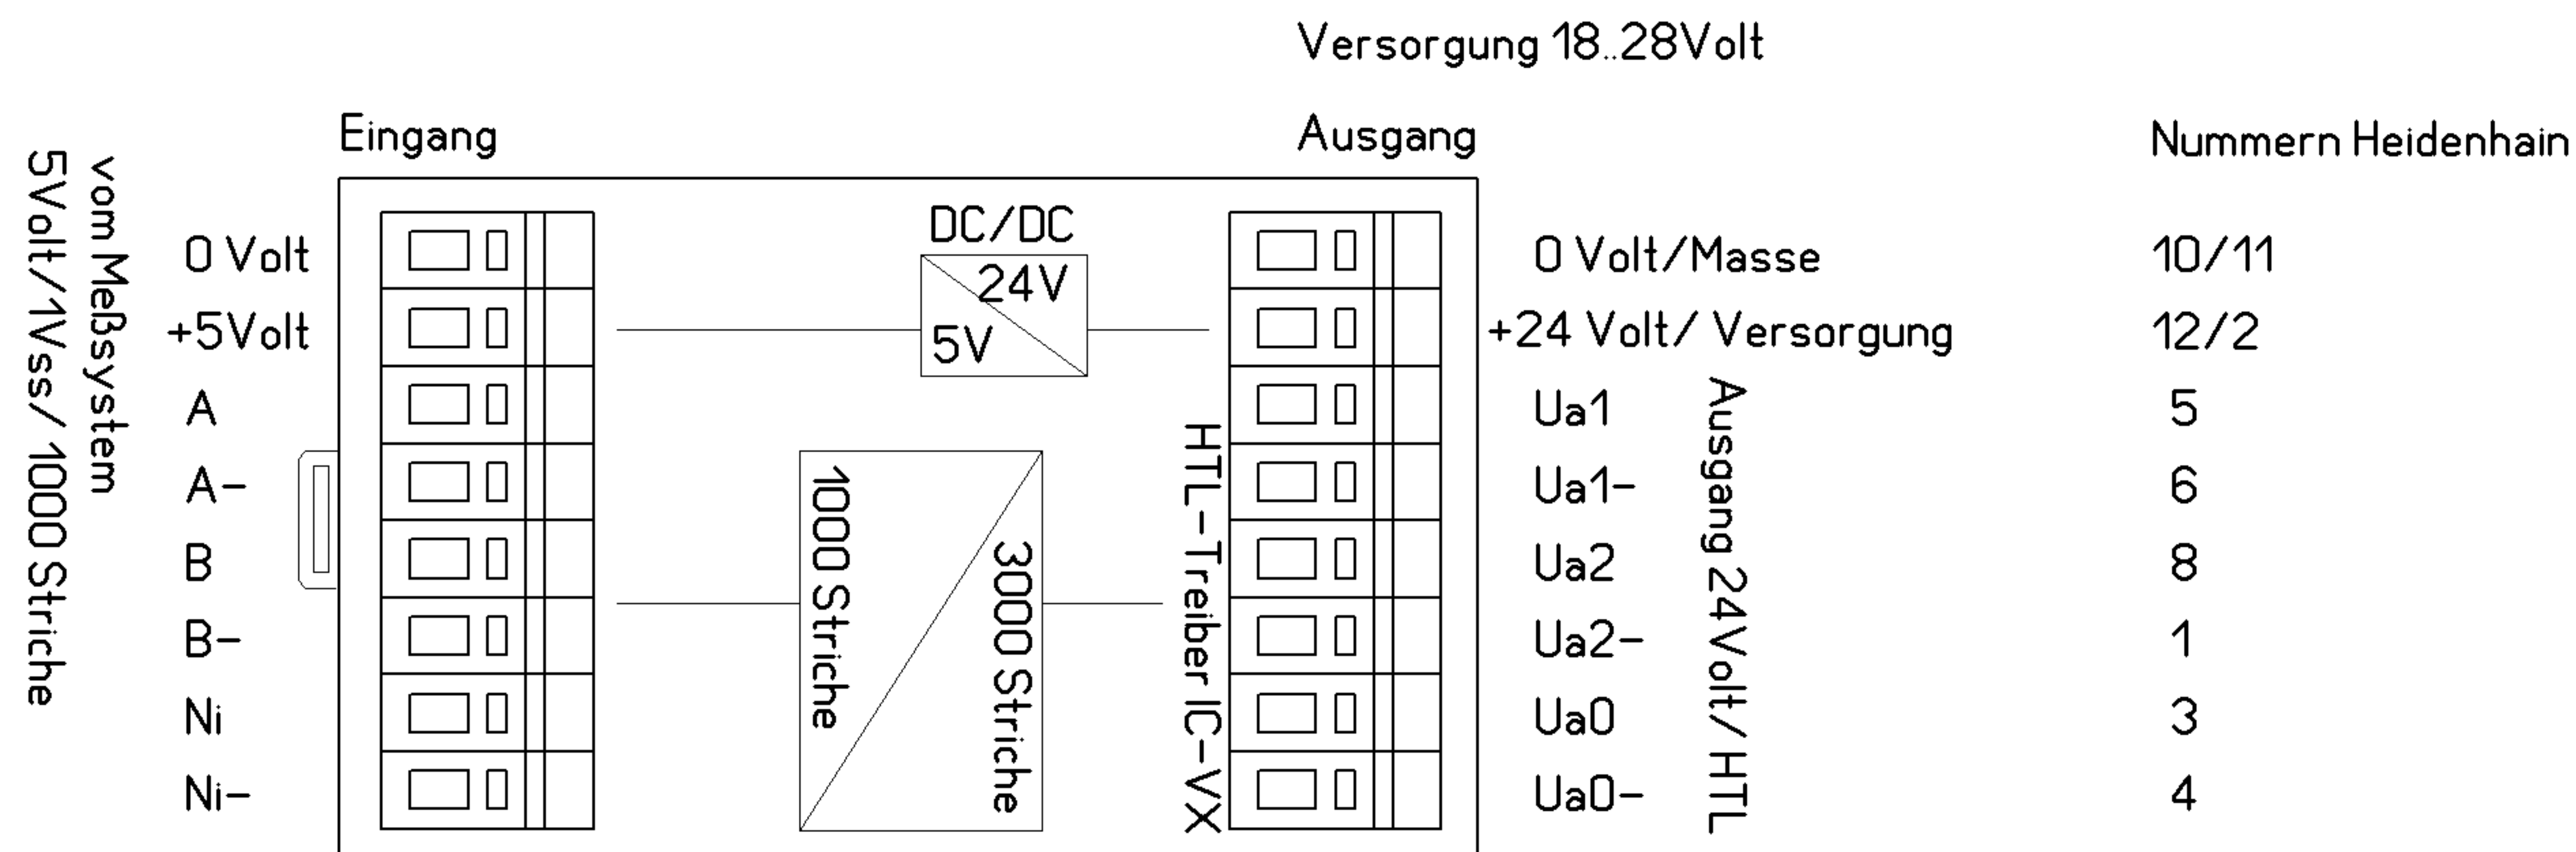 Versorgung 18..28Volt
Eingang
Ausgang
Nummern Heidenhain
vom Meßsystem
5Volt/1Vss/ 1000 Striche
0 Volt
+5Volt
A
A-
B
B-
Ni
Ni-
DC/DC
24V
5V
1000 Striche
3000 Striche
HTL-Treiber IC-VX
0 Volt/Masse
+24 Volt/ Versorgung
Ua1
Ua1-
Ua2
Ua2-
Ua0
Ua0-
Ausgang 24Volt/ HTL
10/11
12/2
5
6
8
1
3
4